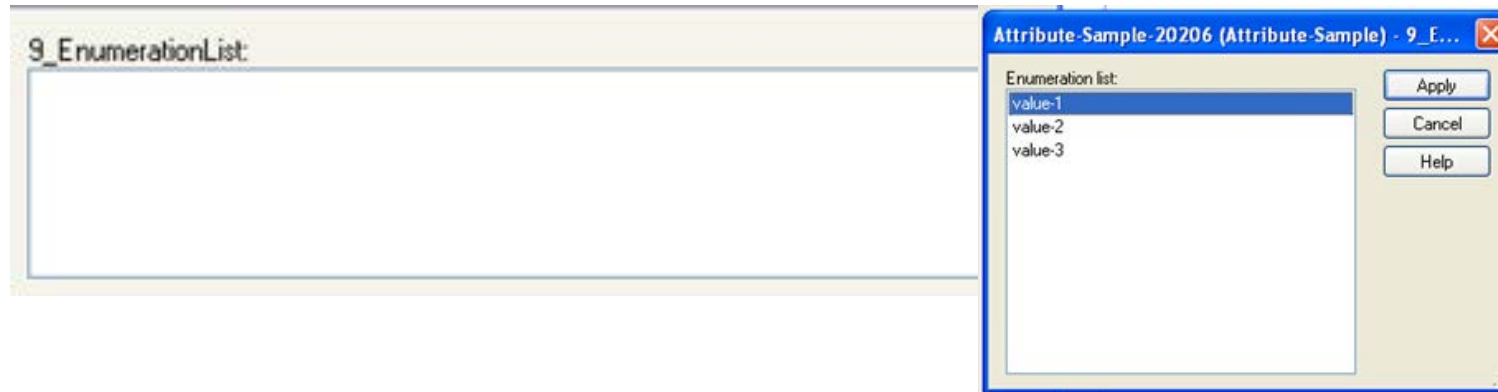 9_EnumerationList:
Attribute-Sample-20206 (Attribute-Sample) - 9_E...
Enumeration list:
value-1
value-2
value-3
Apply
Cancel
Help